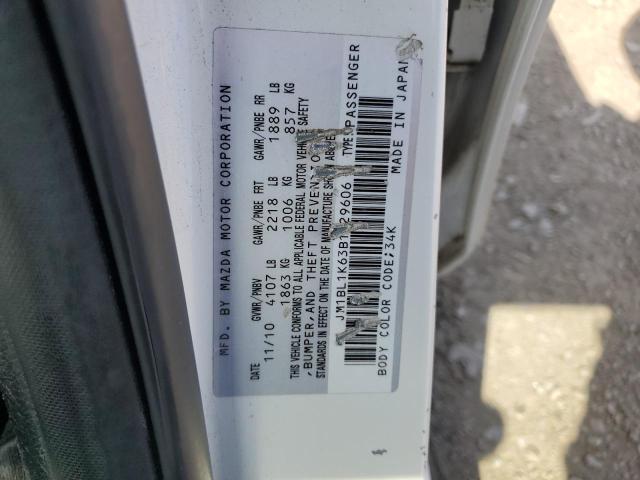 MFD. BY MAZDA MOTOR CORPORATION
DATE GVWR/PNBV GAWR/PNBE FRT GAWR/PNBE RR
11/10 4107 LB 2218 LB 1889 LB
1863 KG 1006 KG 857 KG
THIS VEHICLE CONFORMS TO ALL APPLICABLE FEDERAL MOTOR VEHICLE SAFETY
,BUMPER,AND THEFT PREVENTION
STANDARDS IN EFFECT ON THE DATE OF MANUFACTURE SHOWN ABOVE.
JM1BL1K63B 29606 TYPE: PASSENGER
BODY COLOR CODE;34K MADE IN JAPAN